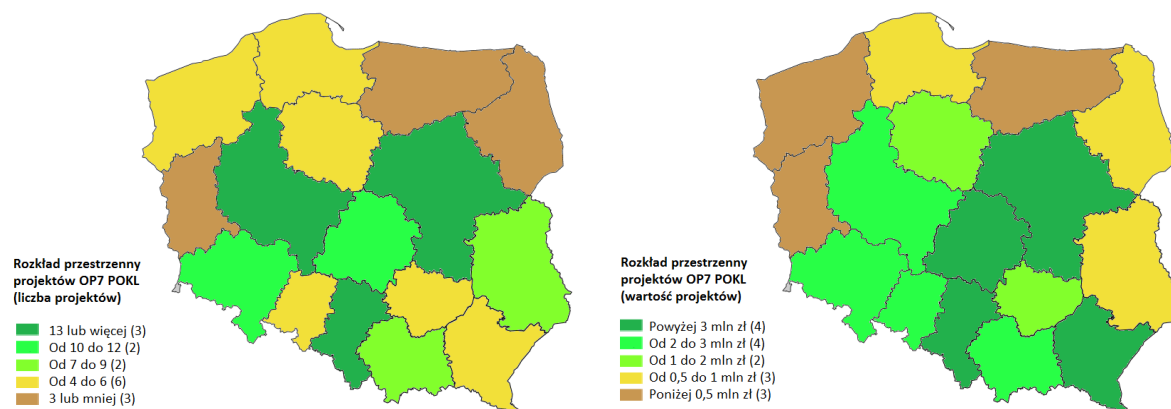 Rozkład przestrzenny
projektów OP7 POKL
(liczba projektów)
13 lub więcej (3)
Od 10 do 12 (2)
Od 7 do 9 (2)
Od 4 do 6 (6)
3 lub mniej (3)
Rozkład przestrzenny
projektów OP7 POKL
(wartość projektów)
Powyżej 3 mln zł (4)
Od 2 do 3 mln zł (4)
Od 1 do 2 mln zł (2)
Od 0,5 do 1 mln zł (3)
Poniżej 0,5 mln zł (3)